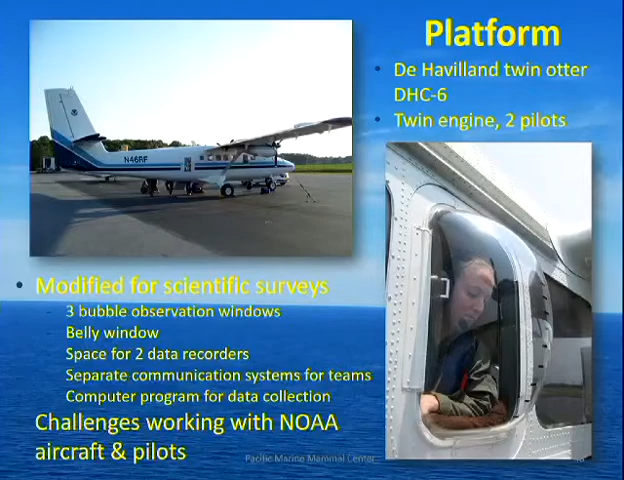 Platform
• De Havilland twin otter
DHC-6
• Twin engine, 2 pilots
N46RF
• Modified for scientific surveys
- 3 bubble observation windows
- Belly window
- Space for 2 data recorders
- Separate communication systems for teams
- Computer program for data collection
Challenges working with NOAA
aircraft & pilots
Pacific Marine Mammal Center